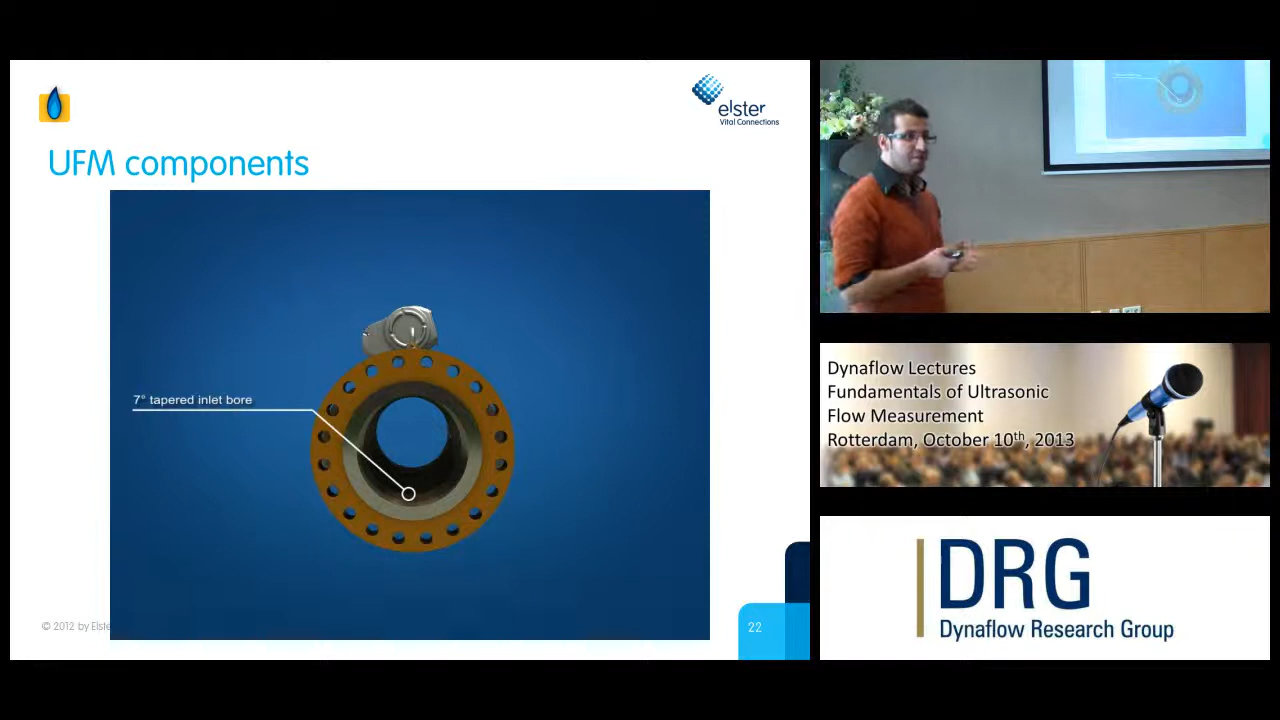 elster
Vital Connections
UFM components
7° tapered inlet bore
© 2012 by Elste
22
Dynaflow Lectures
Fundamentals of Ultrasonic
Flow Measurement
Rotterdam, October 10th, 2013
DRG
Dynaflow Research Group